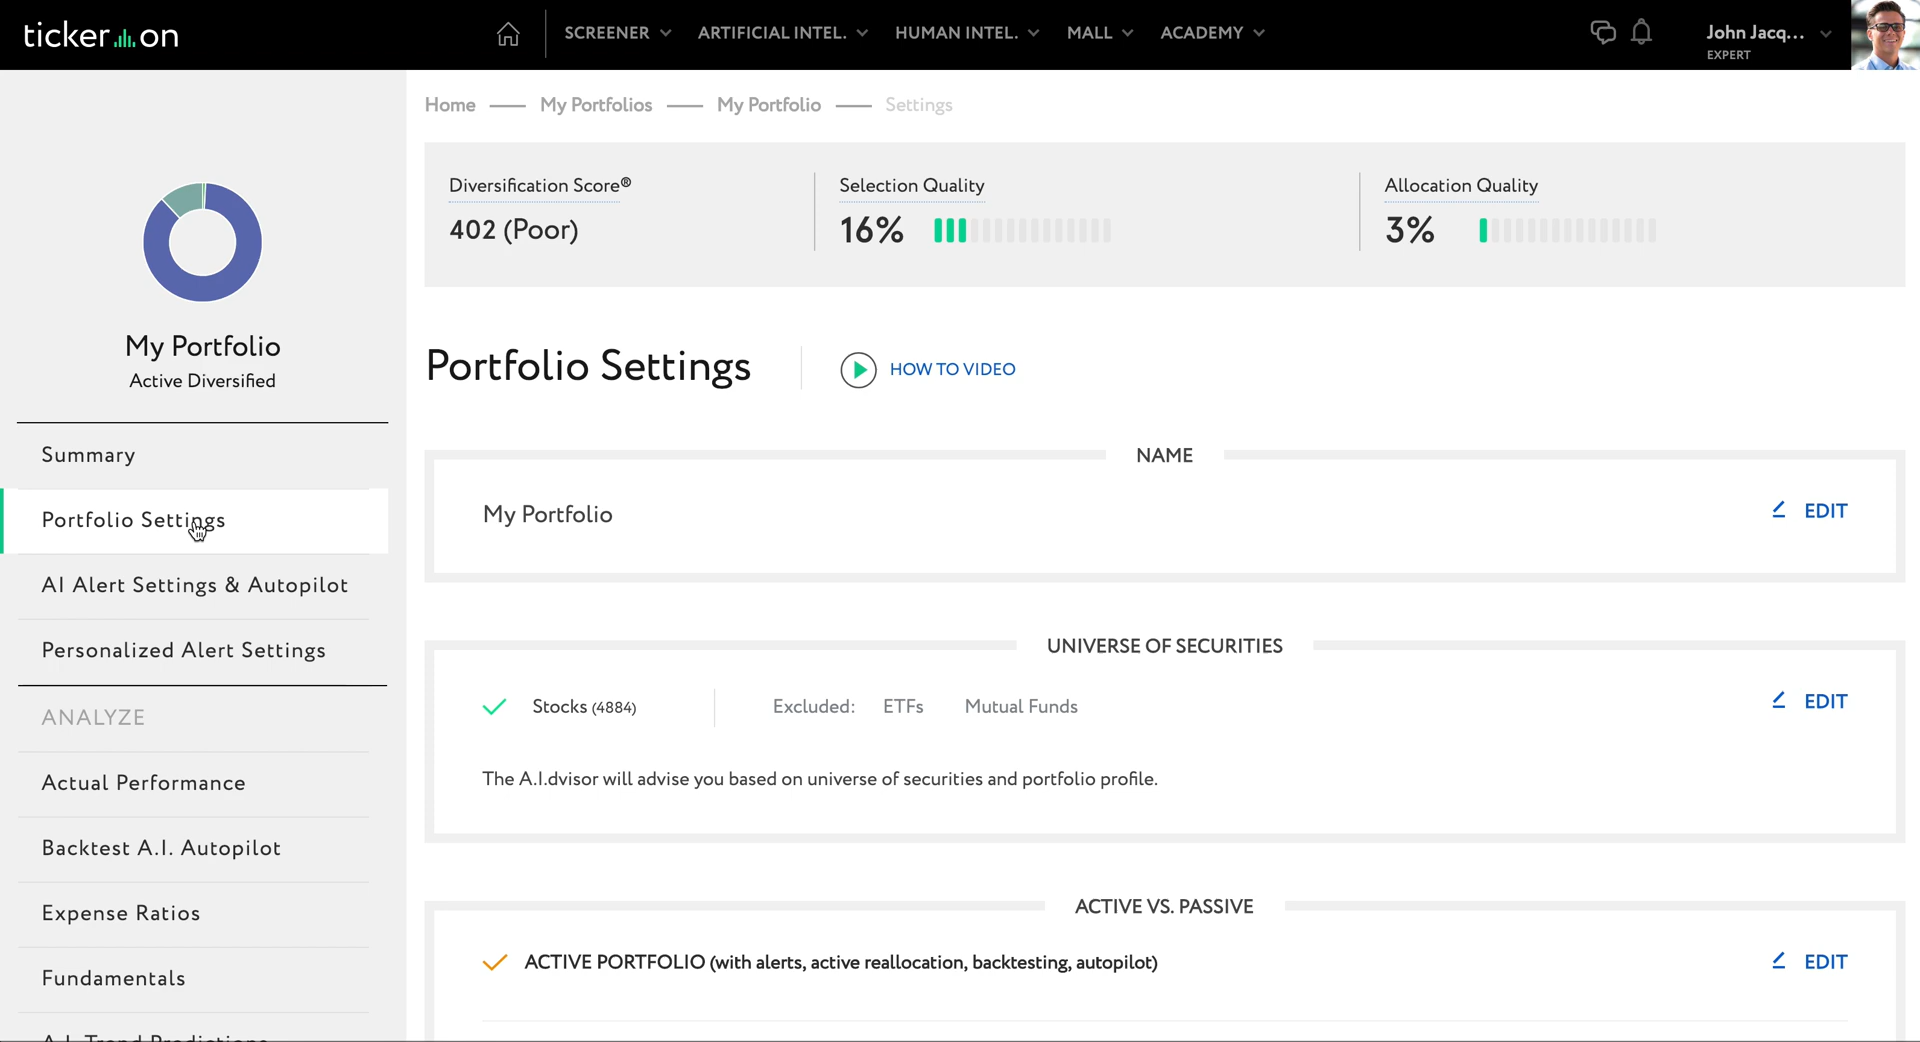 ticker on
SCREENER
ARTIFICIAL INTEL.
HUMAN INTEL.
MALL
ACADEMY
John Jacq...
EXPERT
Home
My Portfolios
My Portfolio
Settings
Diversification Score®
402 (Poor)
Selection Quality
16%
Allocation Quality
3%
My Portfolio
Active Diversified
Summary
Portfolio Settings
AI Alert Settings & Autopilot
Personalized Alert Settings
ANALYZE
Actual Performance
Backtest A.I. Autopilot
Expense Ratios
Fundamentals
A.I. Trend Predictions
Portfolio Settings
HOW TO VIDEO
NAME
My Portfolio
EDIT
UNIVERSE OF SECURITIES
Stocks (4884)
Excluded: ETFs Mutual Funds
EDIT
The A.I.dvisor will advise you based on universe of securities and portfolio profile.
ACTIVE VS. PASSIVE
ACTIVE PORTFOLIO (with alerts, active reallocation, backtesting, autopilot)
EDIT